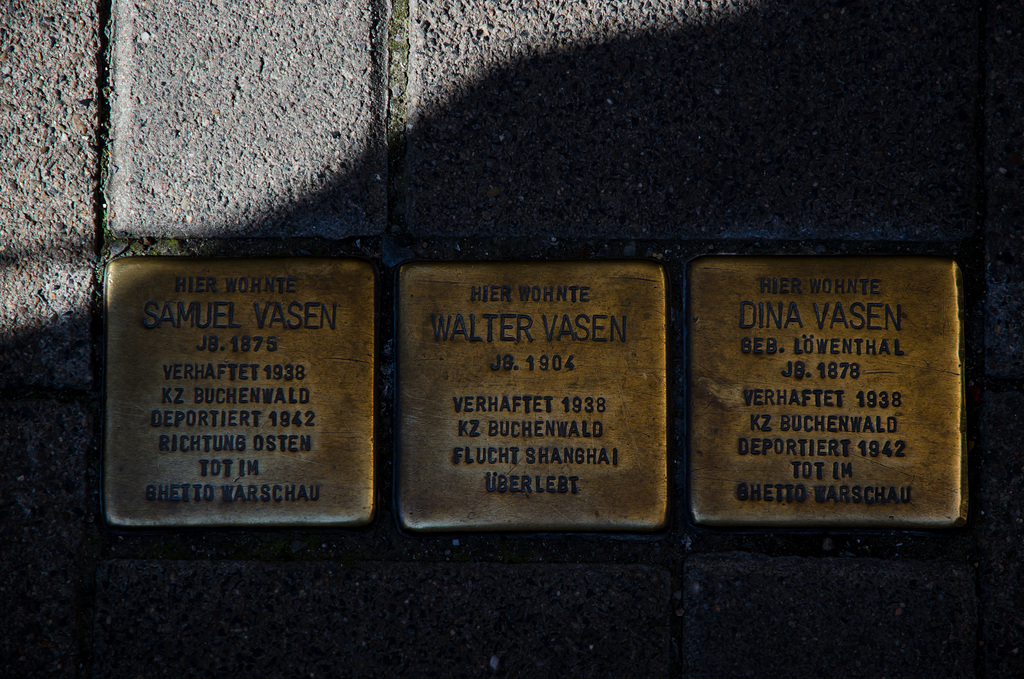 HIER WOHNTE
SAMUEL VASEN
JG. 1875
VERHAFTET 1938
KZ BUCHENWALD
DEPORTIERT 1942
RICHTUNG OSTEN
TOT IM
GHETTO WARSCHAU
HIER WOHNTE
WALTER VASEN
JG. 1904
VERHAFTET 1938
KZ BUCHENWALD
FLUCHT SHANGHAI
ÜBERLEBT
HIER WOHNTE
DINA VASEN
GEB. LÖWENTHAL
JG. 1878
VERHAFTET 1938
KZ BUCHENWALD
DEPORTIERT 1942
TOT IM
GHETTO WARSCHAU